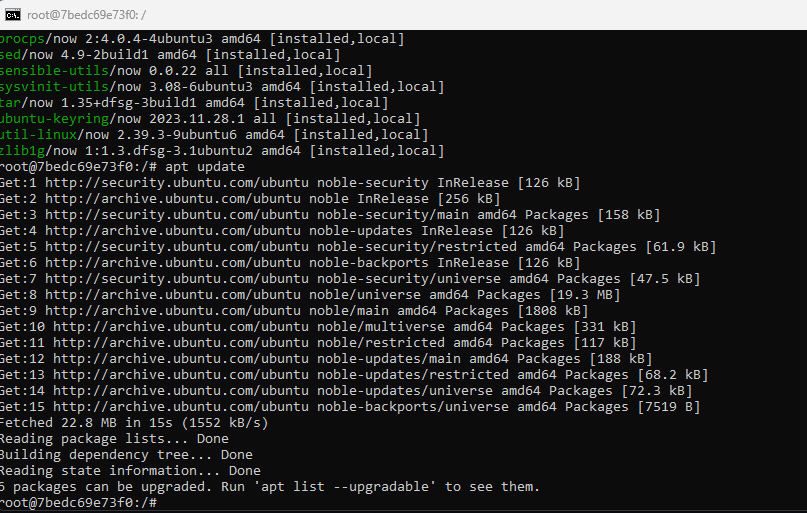 root@7bedc69e73f0: /
procps/now 2:4.0.4-4ubuntu3 amd64 [installed,local]
sed/now 4.9-2build1 amd64 [installed,local]
sensible-utils/now 0.0.22 all [installed,local]
sysvinit-utils/now 3.08-6ubuntu3 amd64 [installed,local]
tar/now 1.35+dfsg-3build1 amd64 [installed,local]
ubuntu-keyring/now 2023.11.28.1 all [installed,local]
util-linux/now 2.39.3-9ubuntu6 amd64 [installed,local]
zlib1g/now 1:1.3.dfsg-3.1ubuntu2 amd64 [installed,local]
root@7bedc69e73f0:/# apt update
Get:1 http://security.ubuntu.com/ubuntu noble-security InRelease [126 kB]
Get:2 http://archive.ubuntu.com/ubuntu noble InRelease [256 kB]
Get:3 http://security.ubuntu.com/ubuntu noble-security/main amd64 Packages [158 kB]
Get:4 http://archive.ubuntu.com/ubuntu noble-updates InRelease [126 kB]
Get:5 http://security.ubuntu.com/ubuntu noble-security/restricted amd64 Packages [61.9 kB]
Get:6 http://archive.ubuntu.com/ubuntu noble-backports InRelease [126 kB]
Get:7 http://security.ubuntu.com/ubuntu noble-security/universe amd64 Packages [47.5 kB]
Get:8 http://archive.ubuntu.com/ubuntu noble/universe amd64 Packages [19.3 MB]
Get:9 http://archive.ubuntu.com/ubuntu noble/main amd64 Packages [1808 kB]
Get:10 http://archive.ubuntu.com/ubuntu noble/multiverse amd64 Packages [331 kB]
Get:11 http://archive.ubuntu.com/ubuntu noble/restricted amd64 Packages [117 kB]
Get:12 http://archive.ubuntu.com/ubuntu noble-updates/main amd64 Packages [188 kB]
Get:13 http://archive.ubuntu.com/ubuntu noble-updates/restricted amd64 Packages [68.2 kB]
Get:14 http://archive.ubuntu.com/ubuntu noble-updates/universe amd64 Packages [72.3 kB]
Get:15 http://archive.ubuntu.com/ubuntu noble-backports/universe amd64 Packages [7519 B]
Fetched 22.8 MB in 15s (1552 kB/s)
Reading package lists... Done
Building dependency tree... Done
Reading state information... Done
6 packages can be upgraded. Run 'apt list --upgradable' to see them.
root@7bedc69e73f0:/#